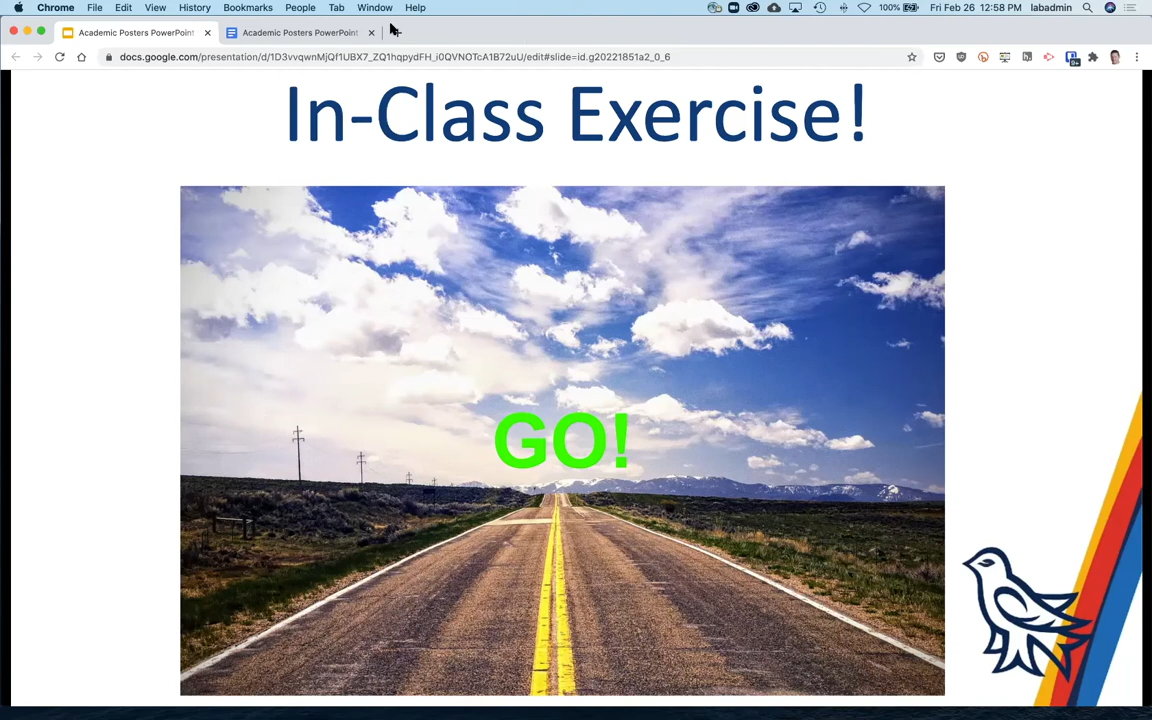 Chrome File Edit View History Bookmarks People Tab Window Help 100% Fri Feb 26 12:58 PM labadmin
Academic Posters PowerPoint Academic Posters PowerPoint
docs.google.com/presentation/d/1D3vvqwnMjQf1UBX7_ZQ1hqpydFH_i0QVNOTcA1B72uU/edit#slide=id.g20221851a2_0_6
In-Class Exercise!
GO!